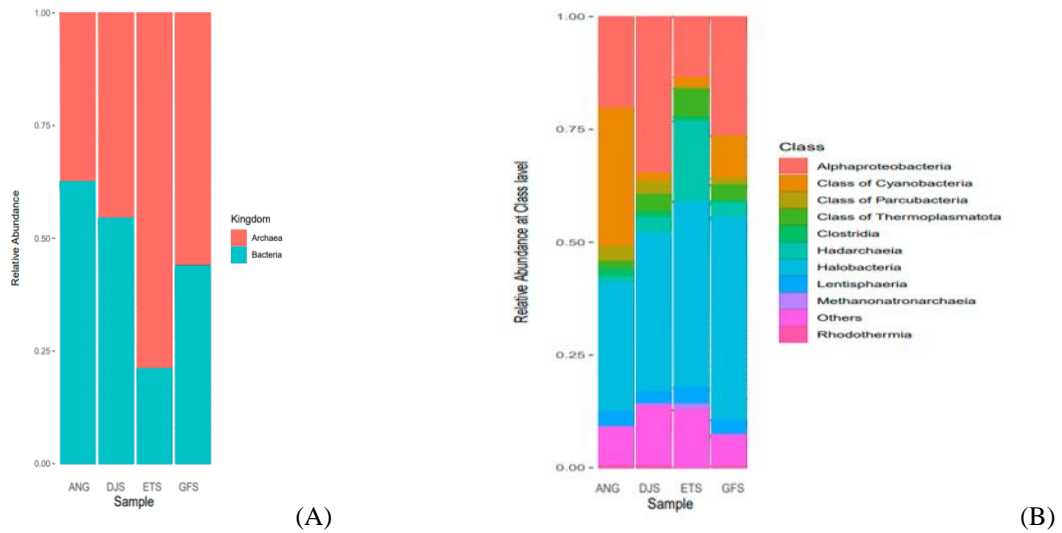 1.00
0.75
0.50
0.25
0.00
Relative Abundance
ANG DJS ETS GFS
Sample
Kingdom
Archaea
Bacteria
(A)
1.00
0.75
0.50
0.25
0.00
Relative Abundance at Class lavel
ANG DJS ETS GFS
Sample
Class
Alphaproteobacteria
Class of Cyanobacteria
Class of Parcubacteria
Class of Thermoplasmatota
Clostridia
Hadarchaeia
Halobacteria
Lentisphaeria
Methanonatronarchaeia
Others
Rhodothermia
(B)